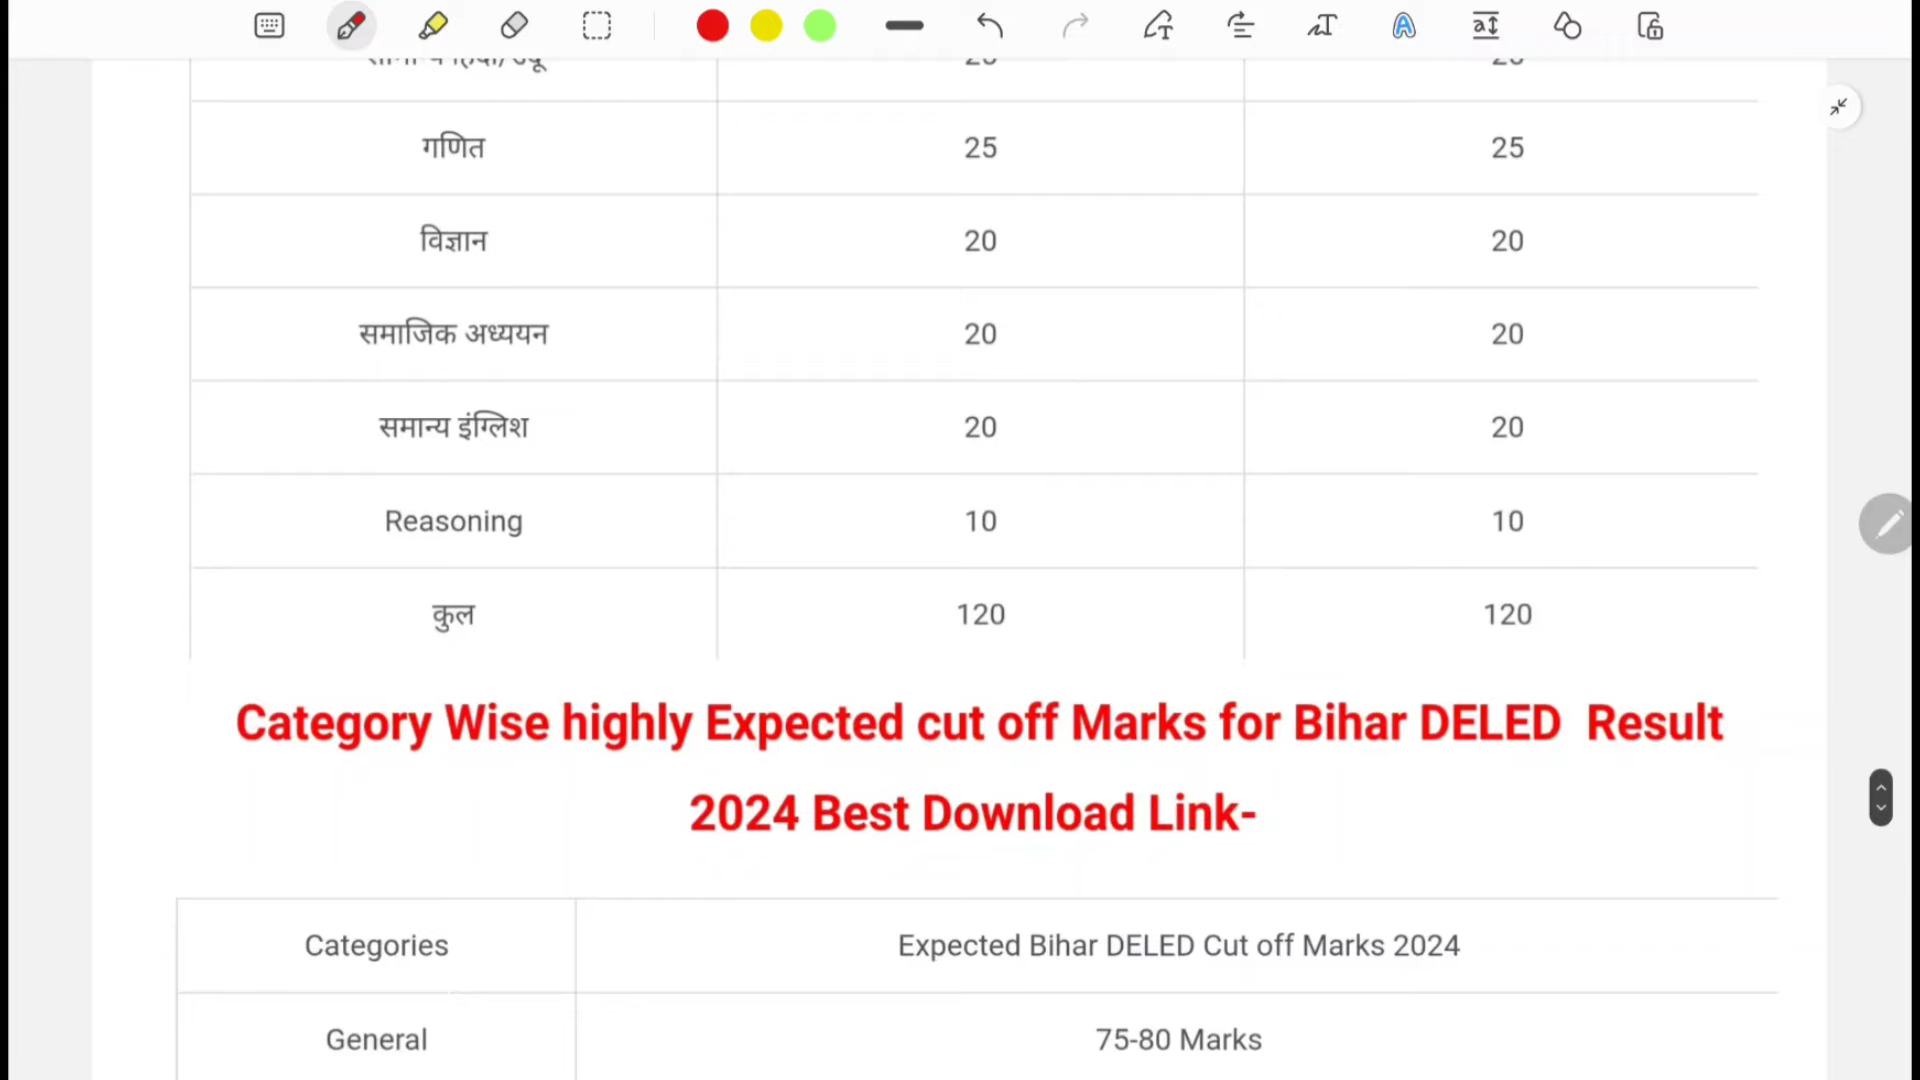 गणित 25 25
विज्ञान 20 20
समाजिक अध्ययन 20 20
समान्य इंग्लिश 20 20
Reasoning 10 10
कुल 120 120
Category Wise highly Expected cut off Marks for Bihar DELED Result
2024 Best Download Link-
Categories Expected Bihar DELED Cut off Marks 2024
General 75-80 Marks